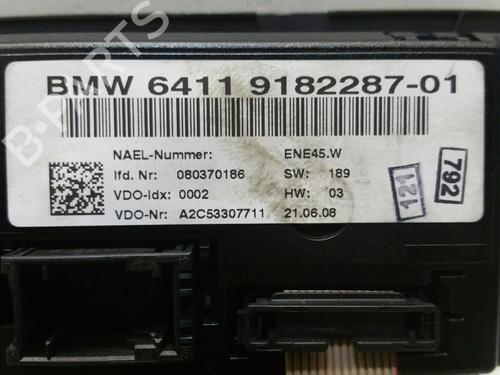 BMW 6411 9182287-01
NAEL-Nummer: ENE45.W
lfd. Nr: 080370186 SW: 189
VDO-Idx: 0002 HW: 03
VDO-Nr: A2C53307711 21.06.08
121
792
B-PARTS